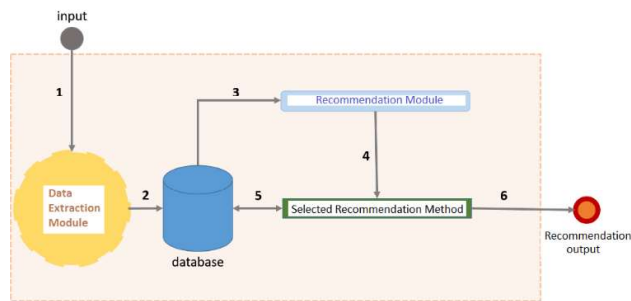 input
1
3
Recommendation Module
4
Data
Extraction
Module
2
5
Selected Recommendation Method
6
database
Recommendation
output